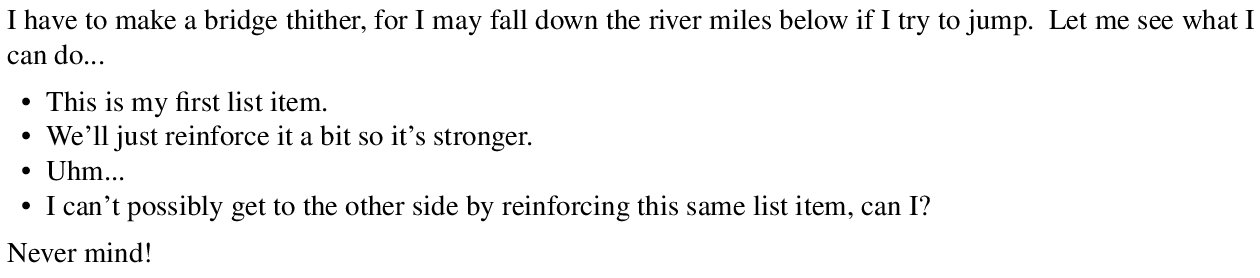 I have to make a bridge thither, for I may fall down the river miles below if I try to jump.  Let me see what I
can do...
• This is my first list item.
• We’ll just reinforce it a bit so it’s stronger.
• Uhm...
• I can’t possibly get to the other side by reinforcing this same list item, can I?
Never mind!